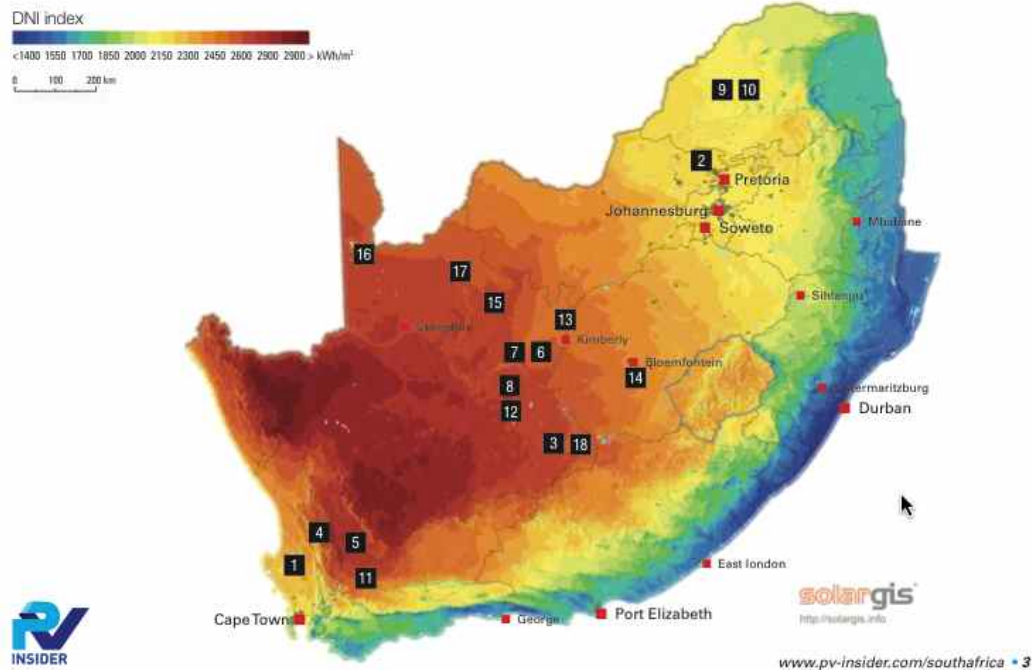 DNI index
<1400 1550 1700 1850 2000 2150 2300 2450 2600 2900 2900 > kWh/m²
0 100 200 km
9 10
2
Pretoria
Johannesburg
Soweto
Mbabane
16
17
15
13
Kimberly
7 6
Bloemfontein
14
8
12
Durban
3 18
4
5
1
11
East london
Cape Town
George
Port Elizabeth
solargis
http://solargis.info
PV
INSIDER
www.pv-insider.com/southafrica • 3